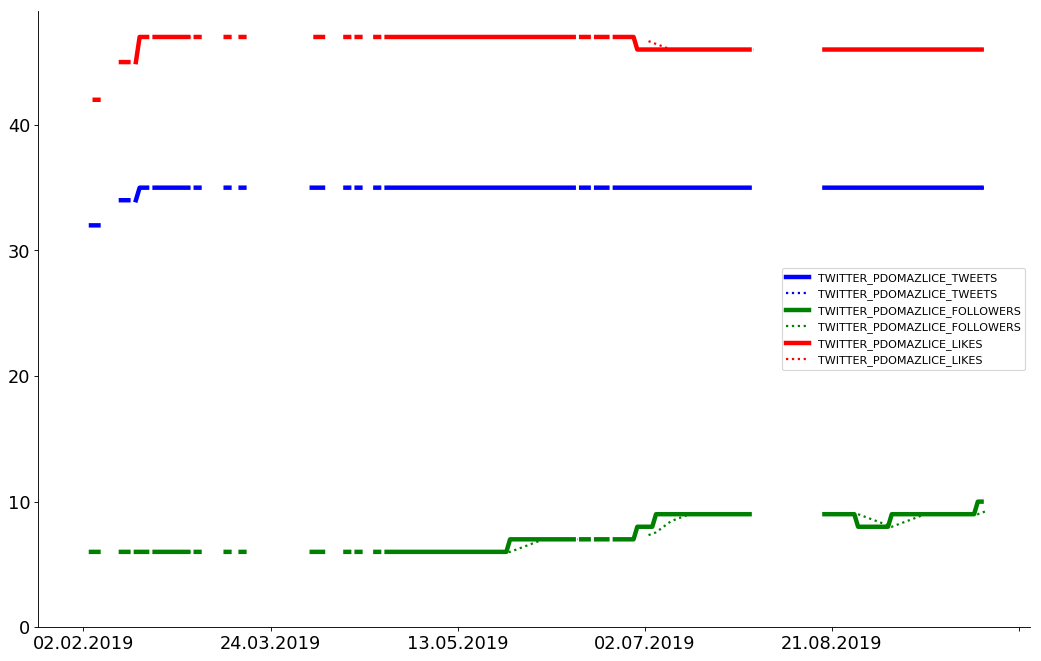 40
30
20
10
0
02.02.2019 24.03.2019 13.05.2019 02.07.2019 21.08.2019
TWITTER_PDOMAZLICE_TWEETS
TWITTER_PDOMAZLICE_TWEETS
TWITTER_PDOMAZLICE_FOLLOWERS
TWITTER_PDOMAZLICE_FOLLOWERS
TWITTER_PDOMAZLICE_LIKES
TWITTER_PDOMAZLICE_LIKES